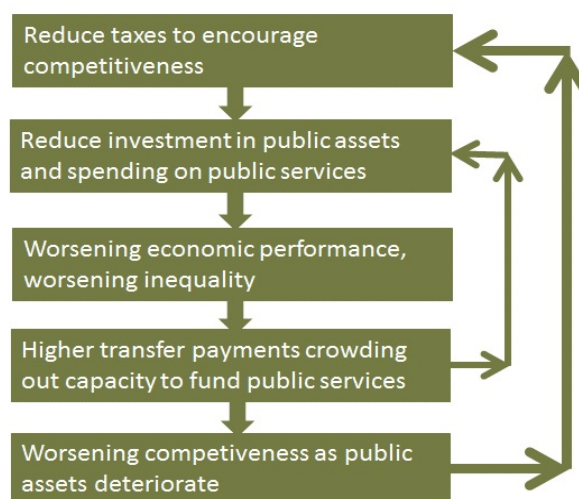 Reduce taxes to encourage
competitiveness
Reduce investment in public assets
and spending on public services
Worsening economic performance,
worsening inequality
Higher transfer payments crowding
out capacity to fund public services
Worsening competiveness as public
assets deteriorate